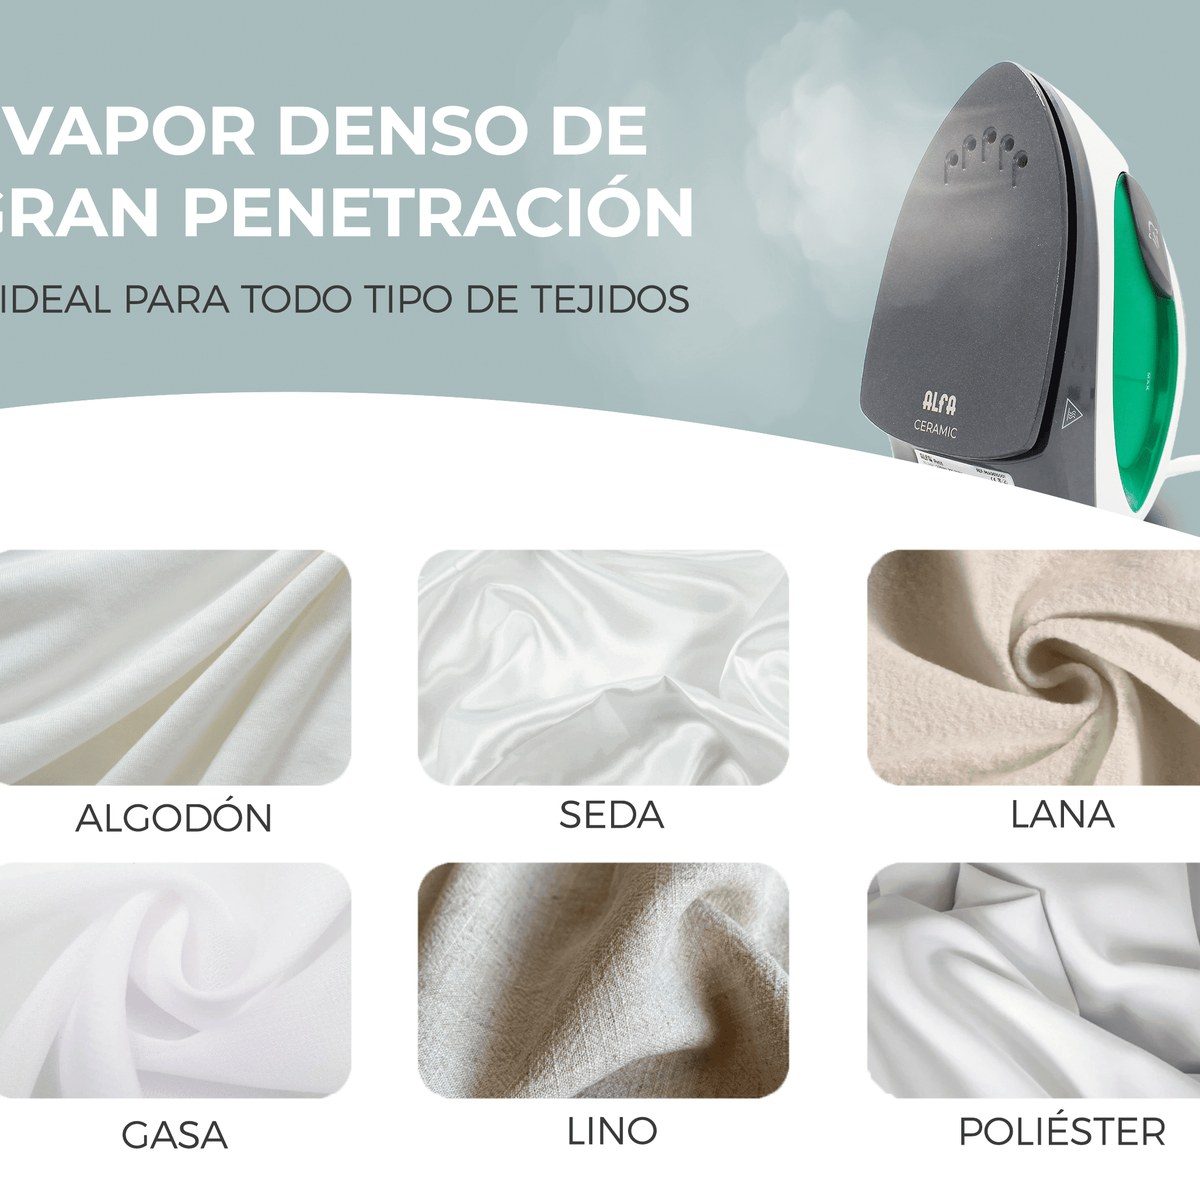 VAPOR DENSO DE
GRAN PENETRACIÓN
IDEAL PARA TODO TIPO DE TEJIDOS
MAX
ALFA
CERAMIC
ALGODÓN
SEDA
LANA
GASA
LINO
POLIÉSTER